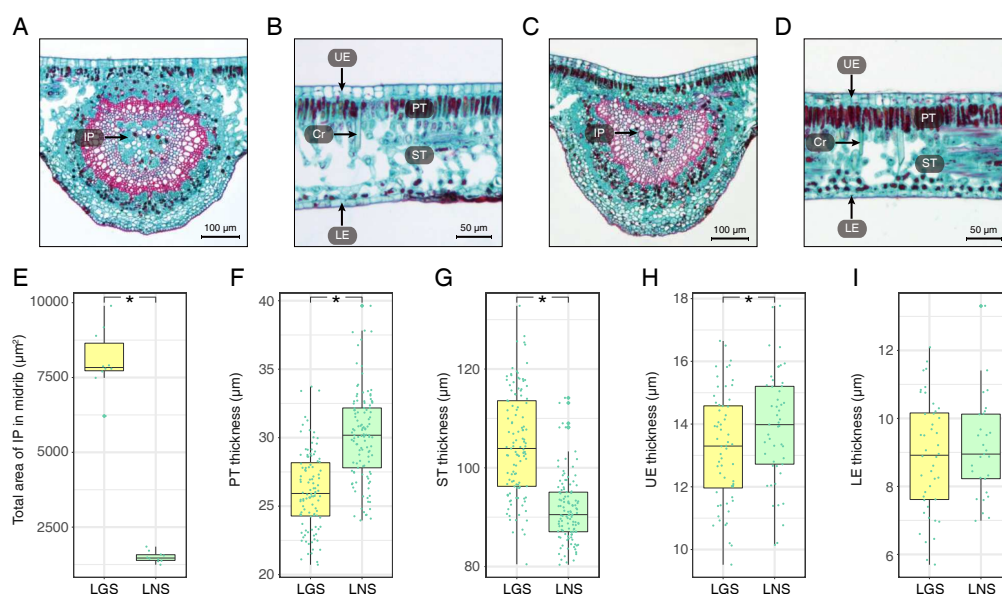 A
IP
100 µm
B
UE
PT
Cr
ST
LE
50 µm
C
IP
100 µm
D
UE
PT
Cr
ST
LE
50 µm
E
Total area of IP in midrib (µm²)
10000
7500
5000
2500
*
LGS LNS
F
PT thickness (µm)
40
35
30
25
20
*
LGS LNS
G
ST thickness (µm)
120
100
80
*
LGS LNS
H
UE thickness (µm)
18
16
14
12
10
*
LGS LNS
I
LE thickness (µm)
12
10
8
6
LGS LNS